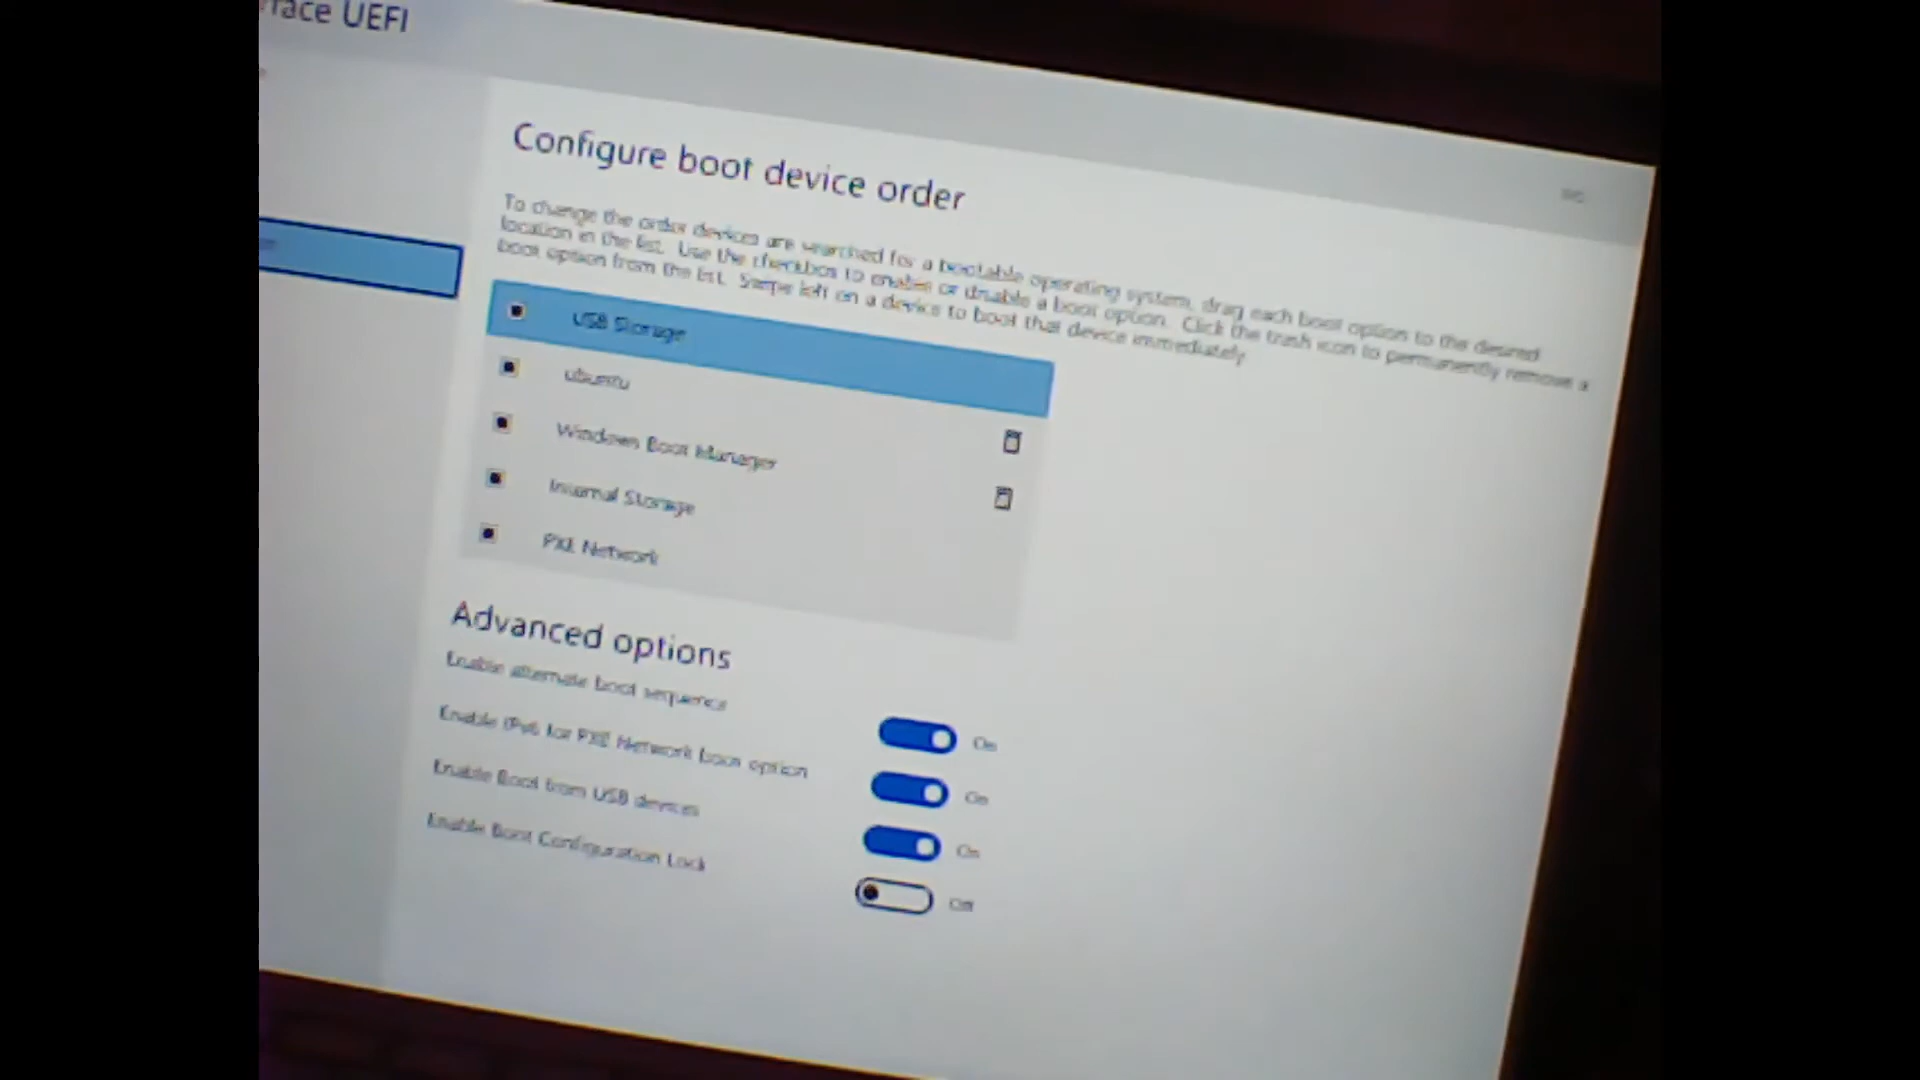 face UEFI
Configure boot device order
To change the order devices are searched for a bootable operating system, drag each boot option to the desired
location in the list. Use the checkbox to enable or disable a boot option. Click the trash icon to permanently remove a
boot option from the list. Swipe left on a device to boot that device immediately.
USB Storage
ubuntu
Windows Boot Manager
Internal Storage
PXE Network
Advanced options
Enable alternate boot sequence
On
Enable IPv6 for PXE Network boot option
On
Enable Boot from USB devices
On
Enable Boot Configuration Lock
Off